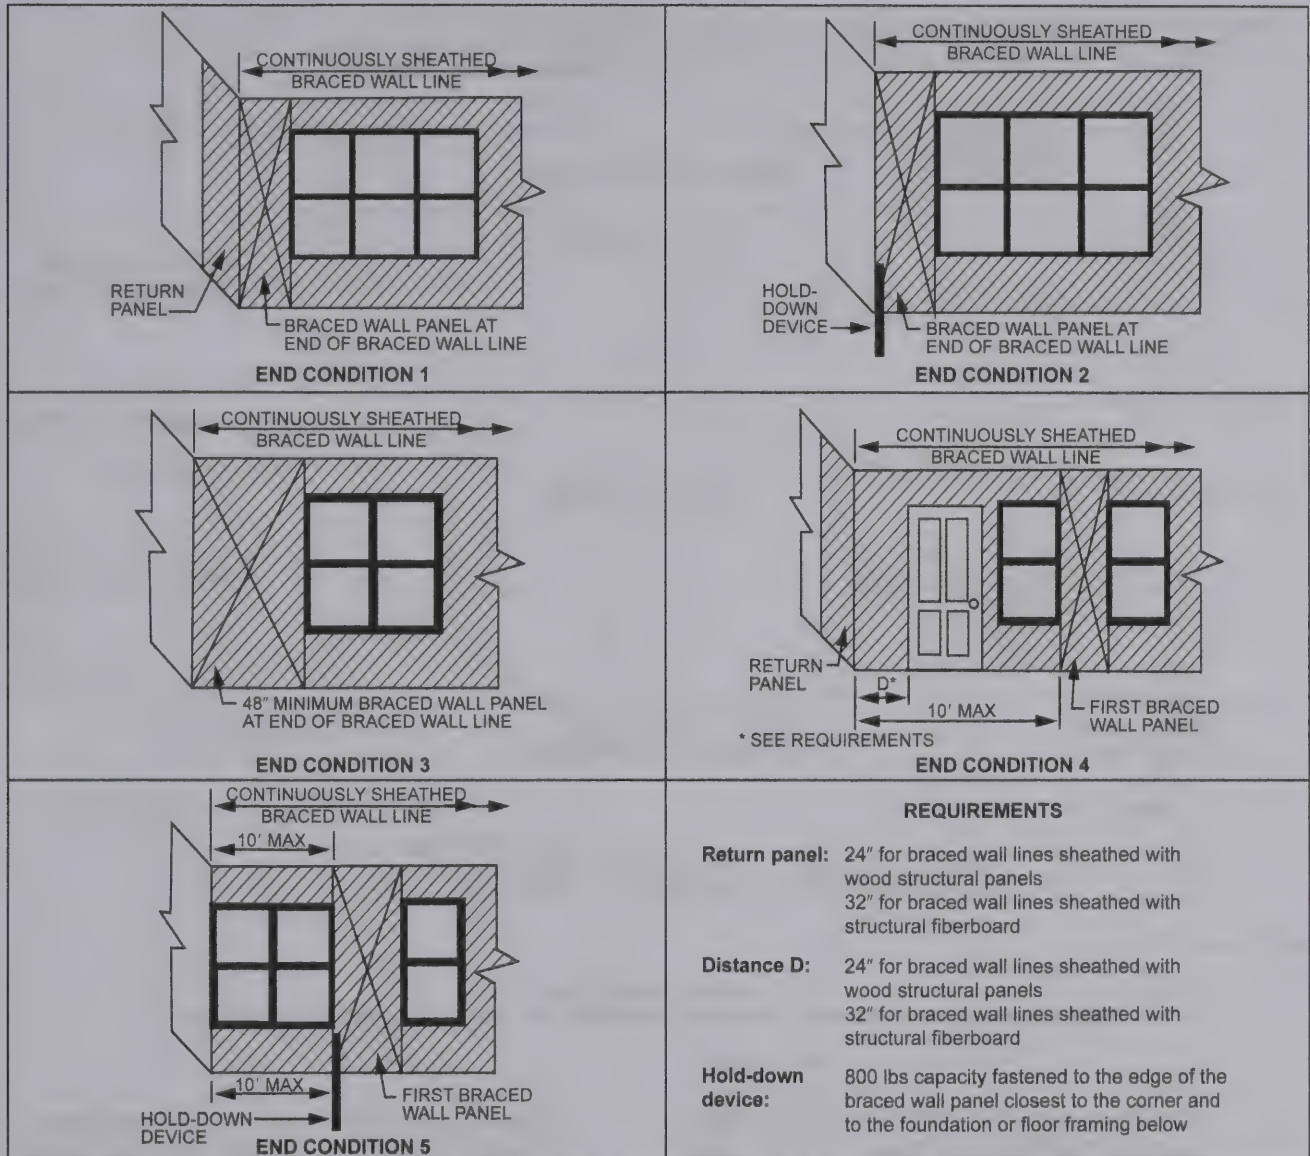 CONTINUOUSLY SHEATHED
BRACED WALL LINE
RETURN
PANEL
BRACED WALL PANEL AT
END OF BRACED WALL LINE
END CONDITION 1
CONTINUOUSLY SHEATHED
BRACED WALL LINE
HOLD-
DOWN
DEVICE
BRACED WALL PANEL AT
END OF BRACED WALL LINE
END CONDITION 2
CONTINUOUSLY SHEATHED
BRACED WALL LINE
48" MINIMUM BRACED WALL PANEL
AT END OF BRACED WALL LINE
END CONDITION 3
CONTINUOUSLY SHEATHED
BRACED WALL LINE
RETURN
PANEL
D*
10' MAX
FIRST BRACED
WALL PANEL
* SEE REQUIREMENTS
END CONDITION 4
CONTINUOUSLY SHEATHED
BRACED WALL LINE
10' MAX
10' MAX
FIRST BRACED
WALL PANEL
HOLD-DOWN
DEVICE
END CONDITION 5
REQUIREMENTS
Return panel: 24" for braced wall lines sheathed with
wood structural panels
32" for braced wall lines sheathed with
structural fiberboard
Distance D: 24" for braced wall lines sheathed with
wood structural panels
32" for braced wall lines sheathed with
structural fiberboard
Hold-down 800 lbs capacity fastened to the edge of the
device: braced wall panel closest to the corner and
to the foundation or floor framing below